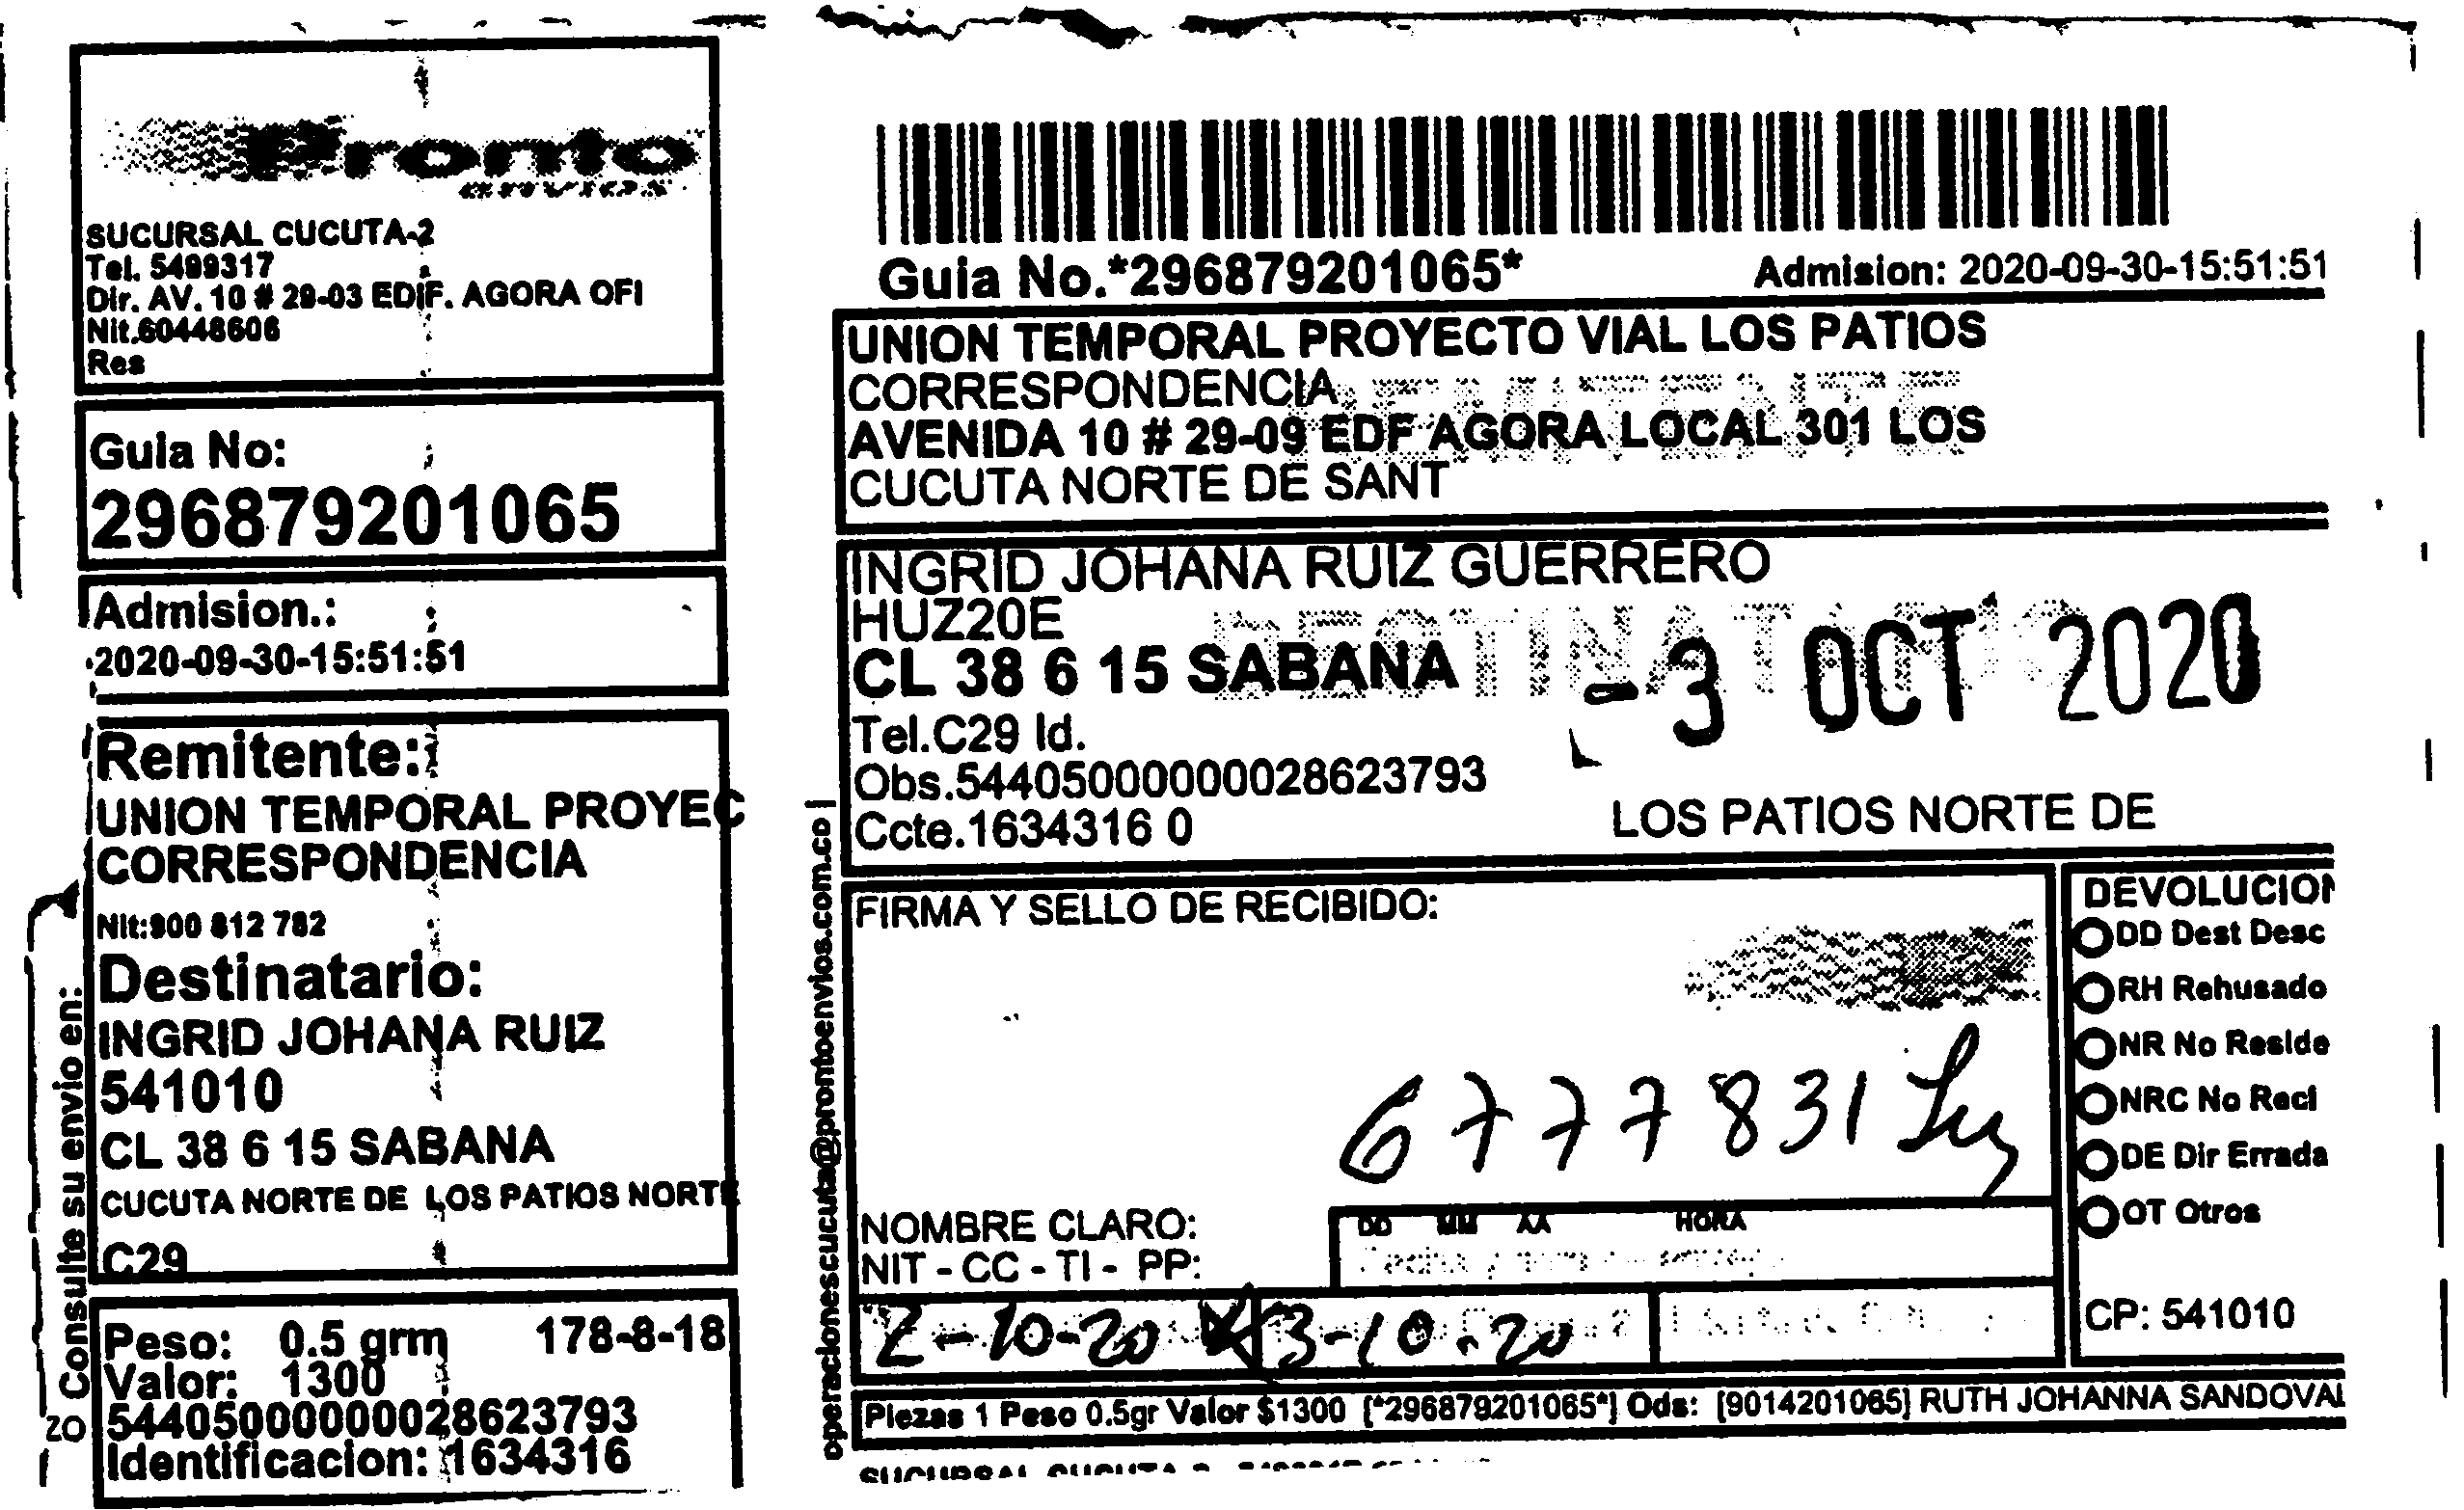 Pronto
envios
SUCURSAL CUCUTA-2
Tel. 5499317
Dir. AV. 10 # 29-03 EDIF. AGORA OFI
Nit.60448606
Res
Guia No:
296879201065
Admision.:
2020-09-30-15:51:51
Remitente:
UNION TEMPORAL PROYEC
CORRESPONDENCIA
Nit:900 812 782
Destinatario:
INGRID JOHANA RUIZ
541010
CL 38 6 15 SABANA
CUCUTA NORTE DE LOS PATIOS NORTE
C29
Peso: 0.5 grm 178-8-18
Valor: 1300
544050000000028623793
Identificacion: 1634316
Consulte su envio en:
ZO
operacionescucuta@prontoenvios.com.co |
Guia No.*296879201065* Admision: 2020-09-30-15:51:51
UNION TEMPORAL PROYECTO VIAL LOS PATIOS
CORRESPONDENCIA
REMITENTE
AVENIDA 10 # 29-09 EDF AGORA LOCAL 301 LOS
CUCUTA NORTE DE SANT
INGRID JOHANA RUIZ GUERRERO
HUZ20E
DESTINATARIO
CL 38 6 15 SABANA
-3 OCT 2020
Tel.C29 Id.
Obs.544050000000028623793
Ccte.1634316 0 LOS PATIOS NORTE DE
FIRMA Y SELLO DE RECIBIDO:
6777831
NOMBRE CLARO:
NIT - CC - TI - PP:
DD MM AA HORA
2-10-20 3-10-20
DEVOLUCION
DD Dest Desc
RH Rehusado
NR No Reside
NRC No Recl
DE Dir Errada
OT Otros
CP: 541010
Piezas 1 Peso 0.5gr Valor $1300 [*296879201065*] Ods: [9014201065] RUTH JOHANNA SANDOVAL
SUCURSAL CUCUTA-2